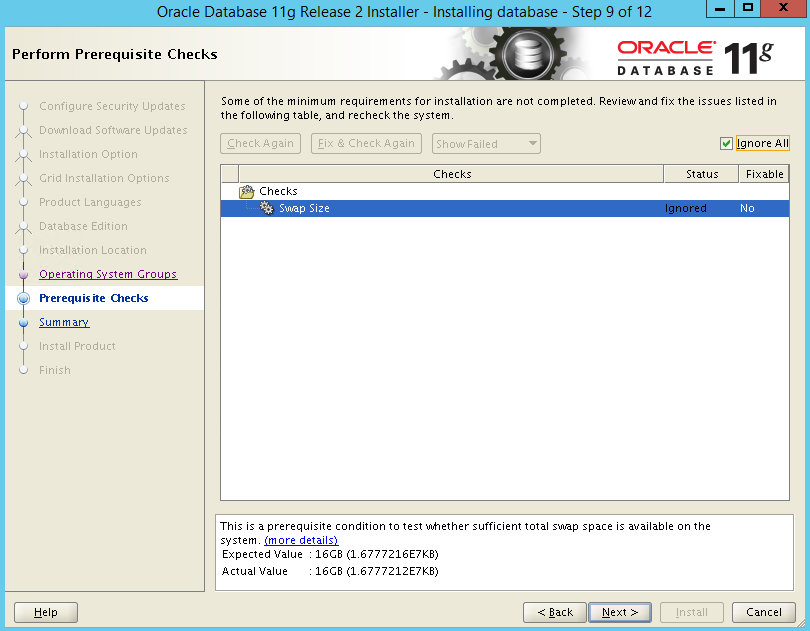 Oracle Database 11g Release 2 Installer - Installing database - Step 9 of 12
Perform Prerequisite Checks
ORACLE
DATABASE
11g
Configure Security Updates
Download Software Updates
Installation Option
Grid Installation Options
Product Languages
Database Edition
Installation Location
Operating System Groups
Prerequisite Checks
Summary
Install Product
Finish
Some of the minimum requirements for installation are not completed. Review and fix the issues listed in
the following table, and recheck the system.
Check Again Fix & Check Again Show Failed Ignore All
Checks Status Fixable
Checks
Swap Size Ignored No
This is a prerequisite condition to test whether sufficient total swap space is available on the
system. (more details)
Expected Value : 16GB (1.6777216E7KB)
Actual Value : 16GB (1.6777212E7KB)
Help < Back Next > Install Cancel